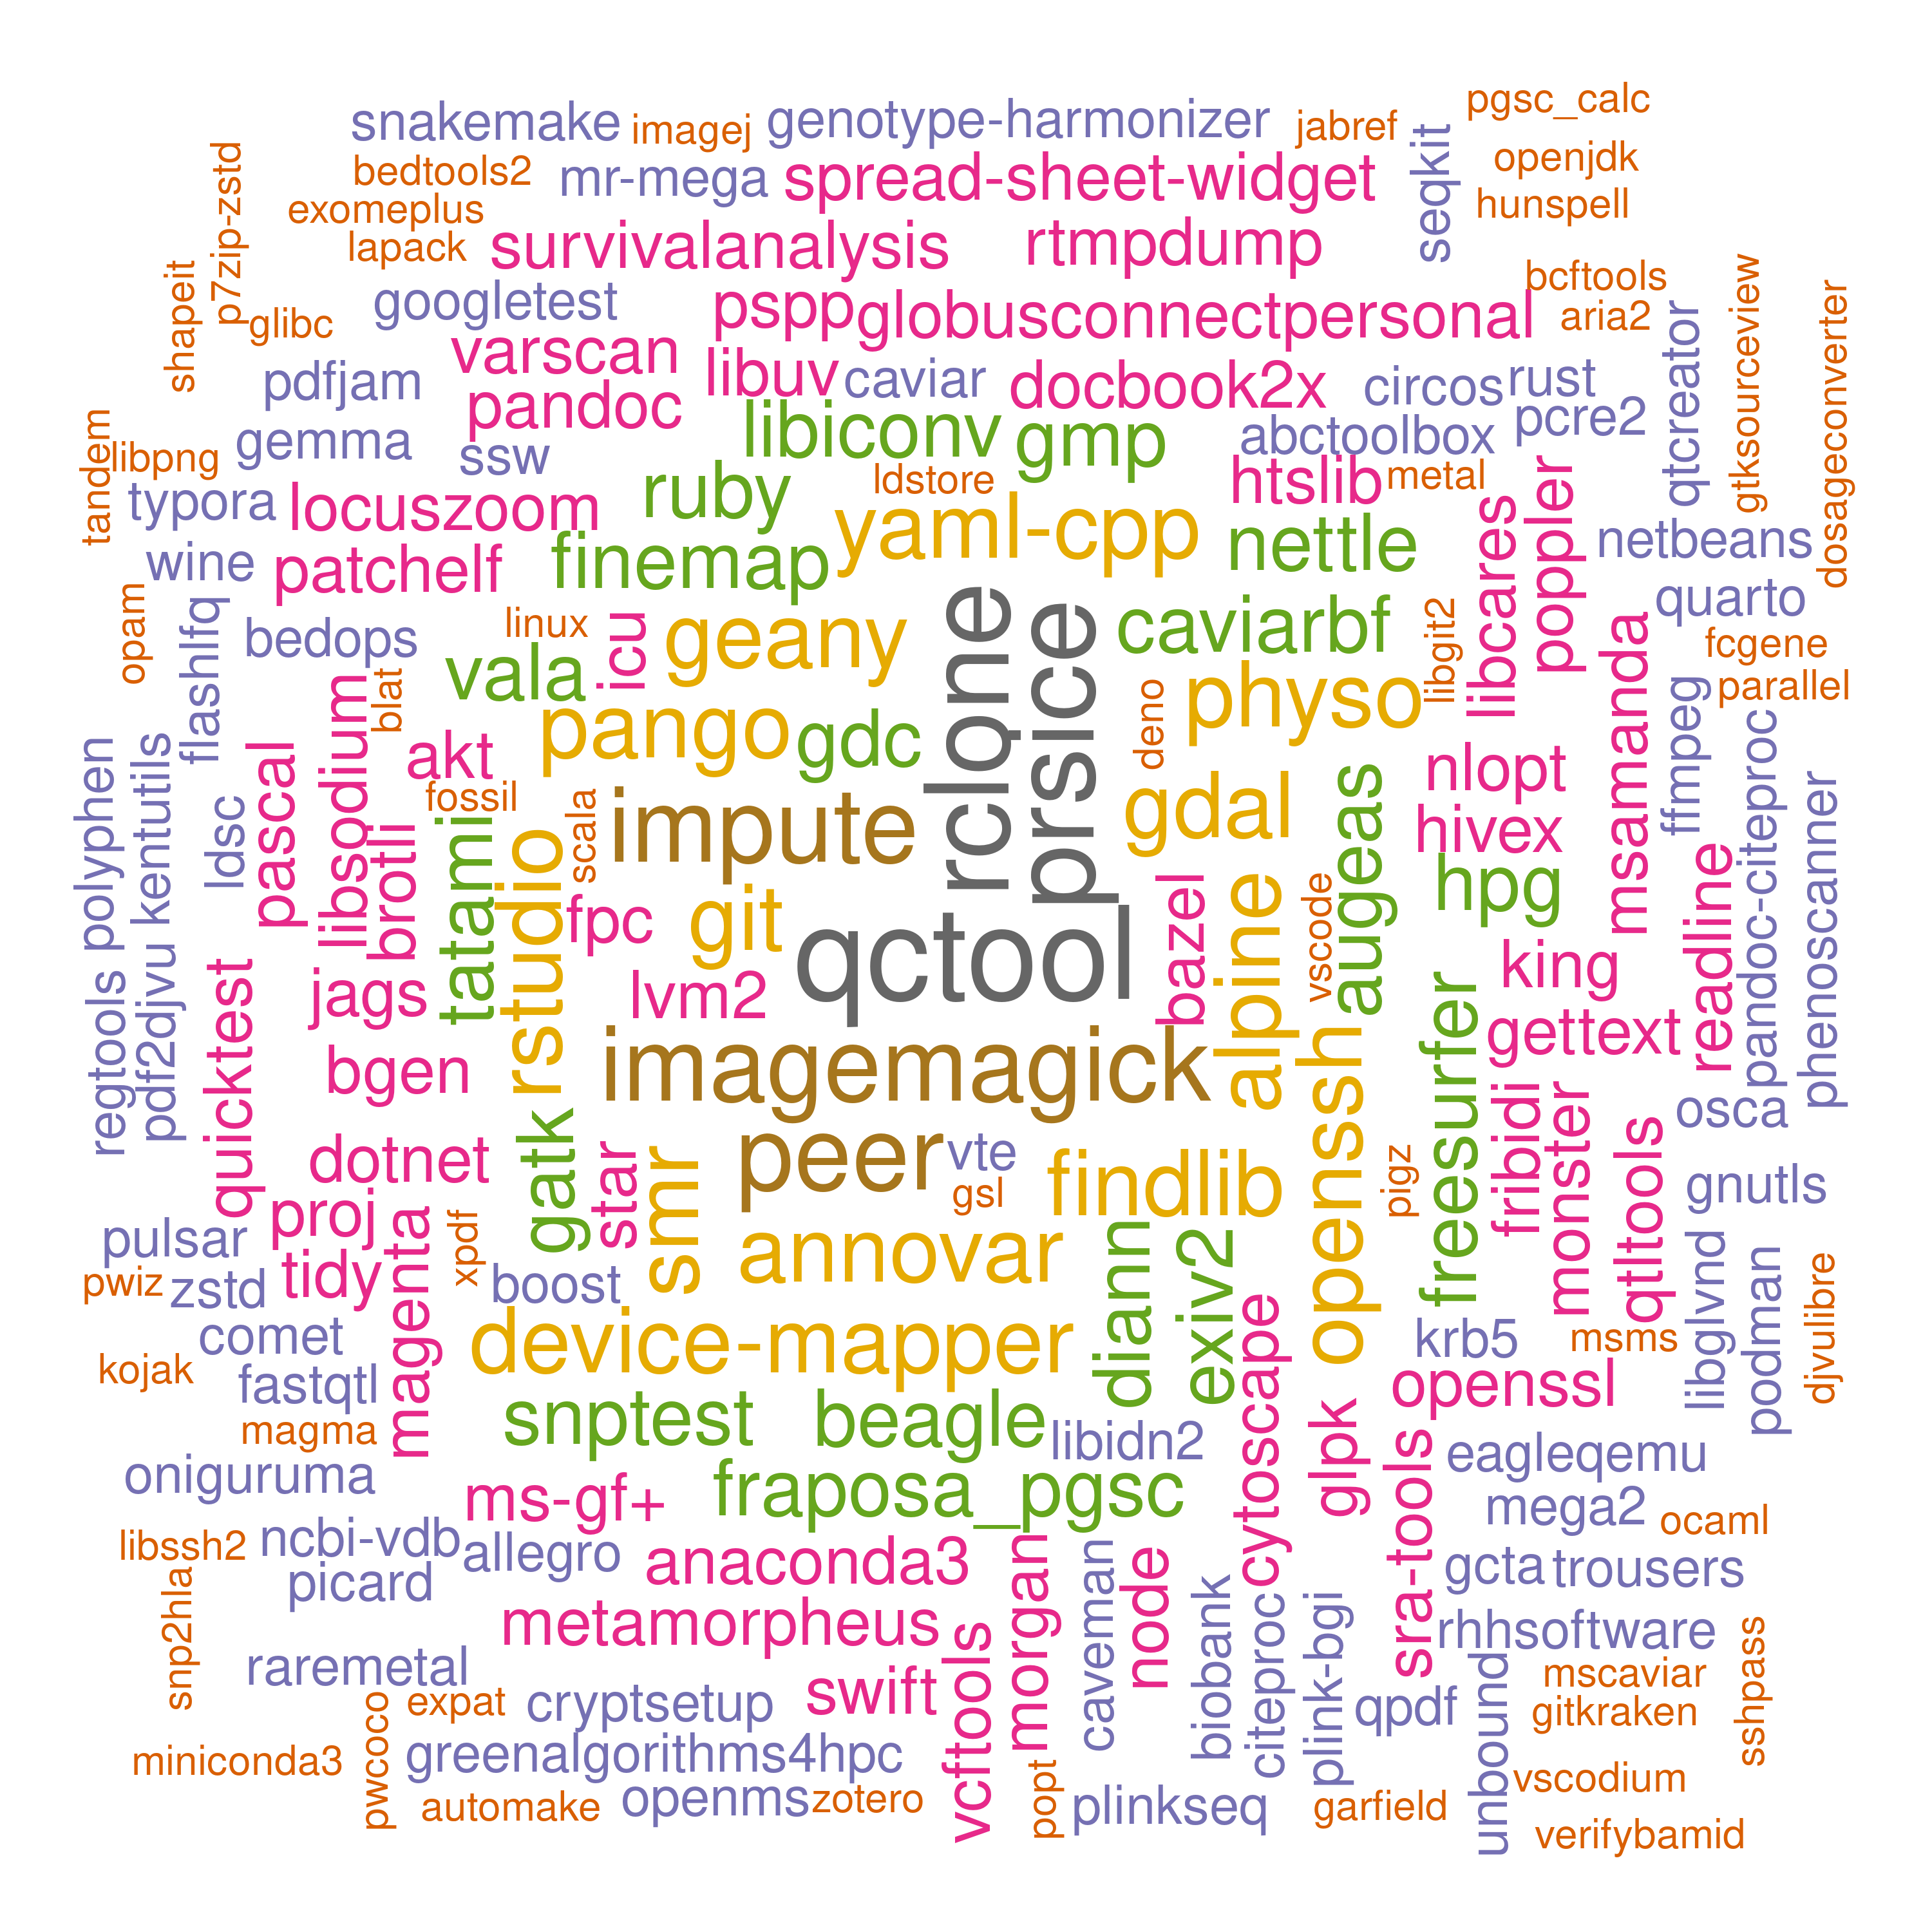 snakemake
imagej
genotype-harmonizer
jabref
pgsc_calc
bedtools2
mr-mega
spread-sheet-widget
seqkit
openjdk
p7zip-zstd
exomeplus
hunspell
lapack
survivalanalysis
rtmpdump
shapeit
glibc
googletest
pspp
globusconnectpersonal
bcftools
aria2
qtcreator
gtksourceview
dosageconverter
varscan
pdfjam
pandoc
libuv
caviar
docbook2x
circos
rust
pcre2
tandem
libpng
gemma
ssw
libiconv
gmp
abctoolbox
typora
locuszoom
ruby
ldstore
htslib
metal
yaml-cpp
nettle
libcares
poppler
netbeans
wine
patchelf
finemap
opam
flashlfq
bedops
linux
icu
geany
rclone
prsice
caviarbf
libgit2
quarto
fcgene
parallel
msamanda
vala
blat
libsodium
pango
gdc
deno
physo
ffmpeg
pandoc-citeproc
phenoscanner
polyphen
kentutils
ldsc
pascal
akt
fossil
brotli
tatami
scala
rstudio
impute
gdal
augeas
nlopt
hivex
hpg
readline
fpc
git
qctool
bazel
alpine
vscode
king
regtools
pdf2djvu
quicktest
jags
lvm2
freesurfer
gettext
bgen
imagemagick
openssh
fribidi
monster
qtltools
osca
dotnet
gatk
star
smr
peer
vte
gsl
findlib
pigz
gnutls
pulsar
proj
magenta
xpdf
annovar
diann
exiv2
libglvnd
podman
djvulibre
pwiz
zstd
tidy
boost
comet
device-mapper
cytoscape
krb5
msms
kojak
fastqtl
openssl
magma
snptest
beagle
libidn2
glpk
sra-tools
eagle
qemu
oniguruma
ms-gf+
fraposa_pgsc
mega2
ocaml
libssh2
ncbi-vdb
allegro
anaconda3
morgan
caveman
node
biobank
citeproc
plink-bgi
gcta
trousers
snp2hla
picard
metamorpheus
vcftools
rhhsoftware
raremetal
swift
unbound
mscaviar
sshpass
pwcoco
expat
cryptsetup
qpdf
gitkraken
miniconda3
greenalgorithms4hpc
popt
vscodium
automake
openms
zotero
plinkseq
garfield
verifybamid